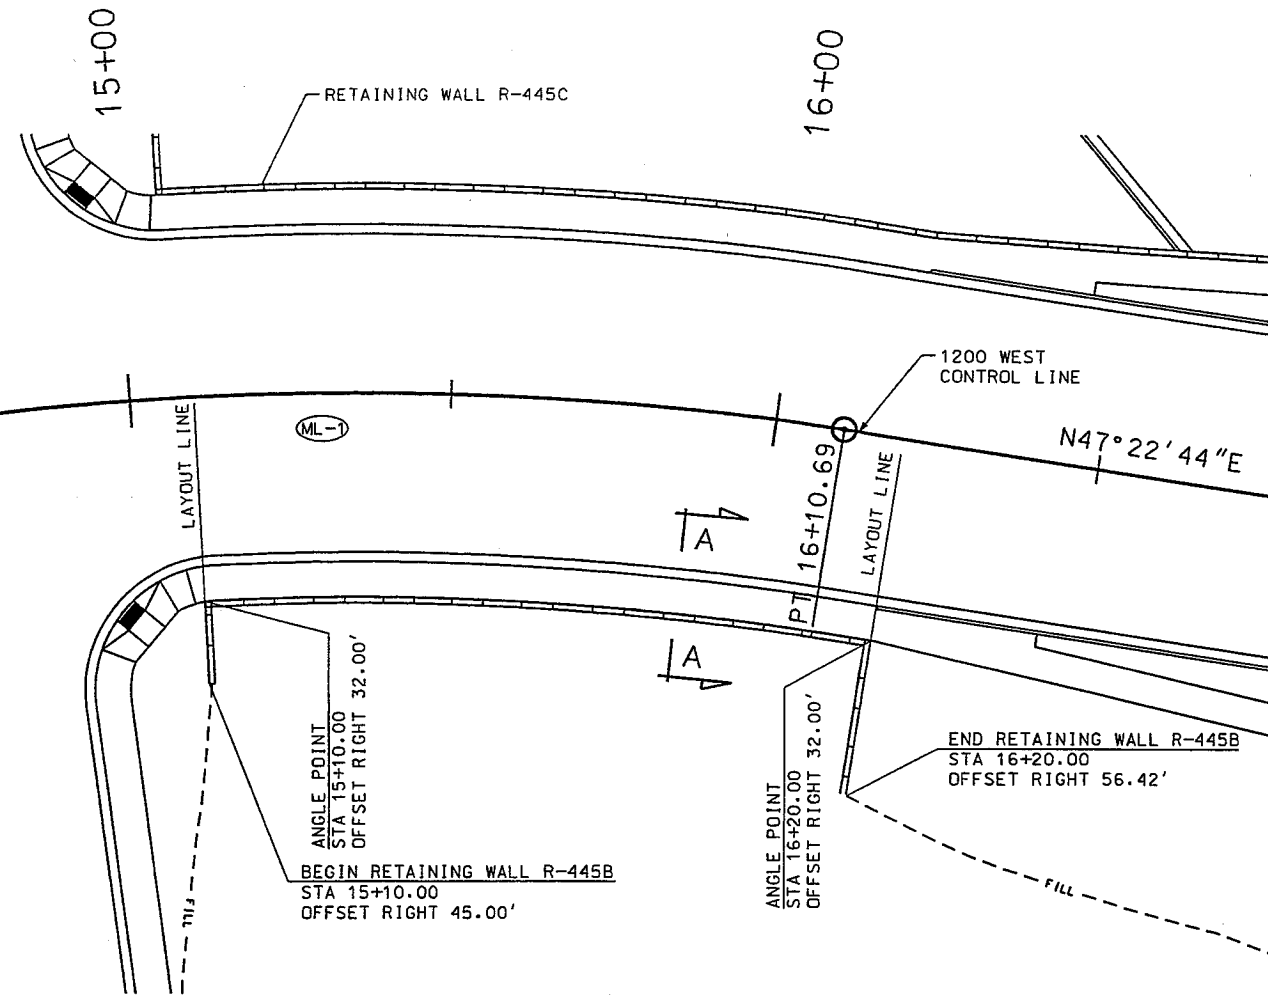 15+00
16+00
RETAINING WALL R-445C
1200 WEST
CONTROL LINE
N47°22'44"E
ML-1
LAYOUT LINE
PT 16+10.69
LAYOUT LINE
A
A
ANGLE POINT
STA 15+10.00
OFFSET RIGHT 32.00'
ANGLE POINT
STA 16+20.00
OFFSET RIGHT 32.00'
END RETAINING WALL R-445B
STA 16+20.00
OFFSET RIGHT 56.42'
BEGIN RETAINING WALL R-445B
STA 15+10.00
OFFSET RIGHT 45.00'
FILL
FILL